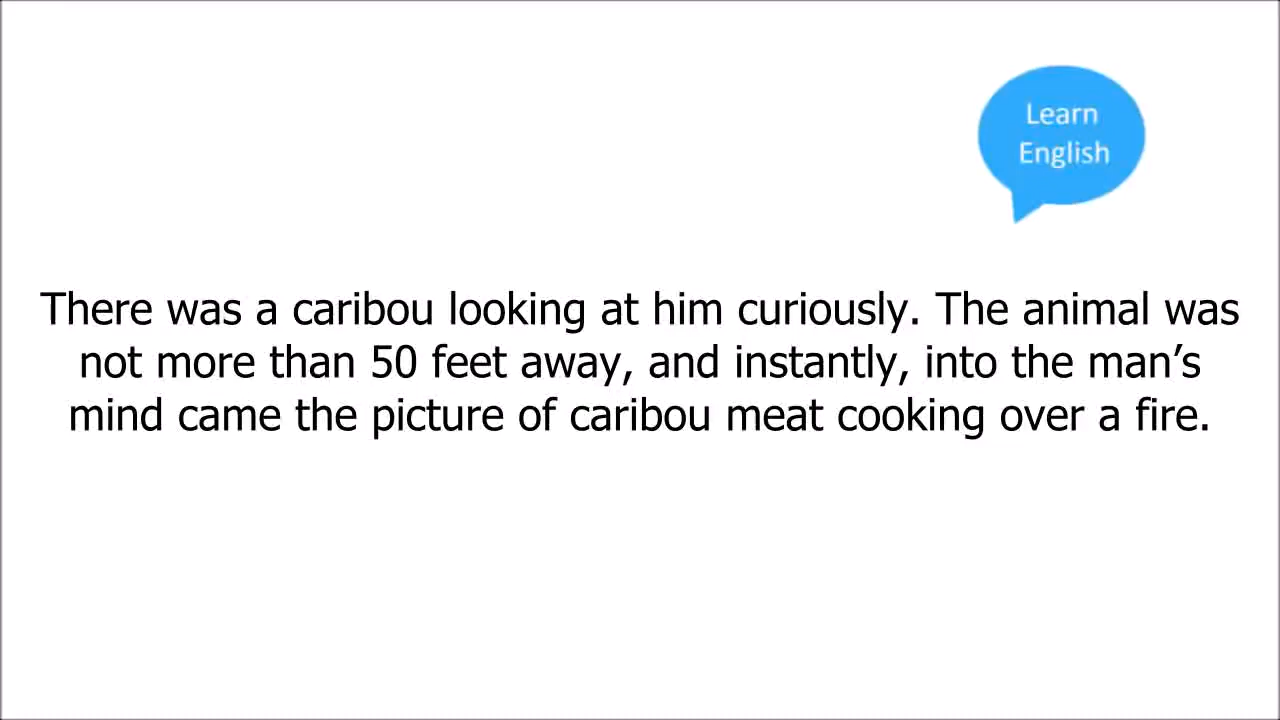 Learn
English
There was a caribou looking at him curiously. The animal was
not more than 50 feet away, and instantly, into the man’s
mind came the picture of caribou meat cooking over a fire.